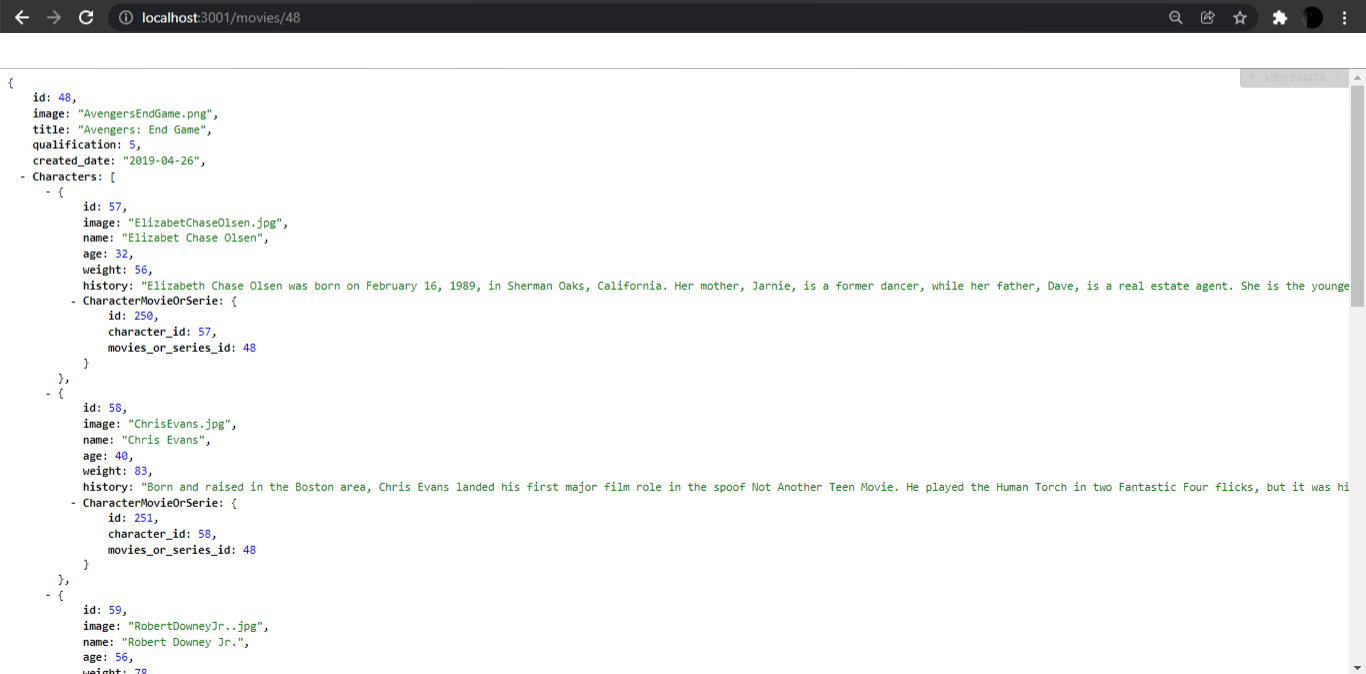 localhost:3001/movies/48
+ view source -
{
id: 48,
image: "AvengersEndGame.png",
title: "Avengers: End Game",
qualification: 5,
created_date: "2019-04-26",
- Characters: [
- {
id: 57,
image: "ElizabetChaseOlsen.jpg",
name: "Elizabet Chase Olsen",
age: 32,
weight: 56,
history: "Elizabeth Chase Olsen was born on February 16, 1989, in Sherman Oaks, California. Her mother, Jarnie, is a former dancer, while her father, Dave, is a real estate agent. She is the younge
- CharacterMovieOrSerie: {
id: 250,
character_id: 57,
movies_or_series_id: 48
}
},
- {
id: 58,
image: "ChrisEvans.jpg",
name: "Chris Evans",
age: 40,
weight: 83,
history: "Born and raised in the Boston area, Chris Evans landed his first major film role in the spoof Not Another Teen Movie. He played the Human Torch in two Fantastic Four flicks, but it was hi
- CharacterMovieOrSerie: {
id: 251,
character_id: 58,
movies_or_series_id: 48
}
},
- {
id: 59,
image: "RobertDowneyJr..jpg",
name: "Robert Downey Jr.",
age: 56,
weight: 78